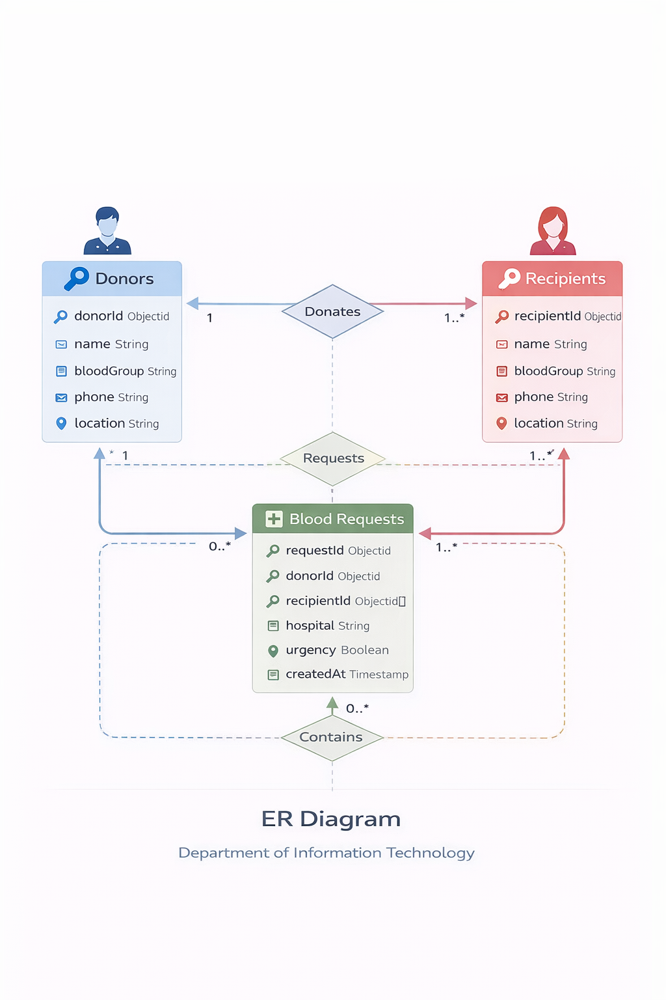 Donors
donorId Objectid
name String
bloodGroup String
phone String
location String
Donates
1
1..*
Recipients
recipientId Objectid
name String
bloodGroup String
phone String
location String
* 1
Requests
1..*
Blood Requests
0..*
1..*
requestId Objectid
donorId Objectid
recipientId Objectid[]
hospital String
urgency Boolean
createdAt Timestamp
0..*
Contains
ER Diagram
Department of Information Technology